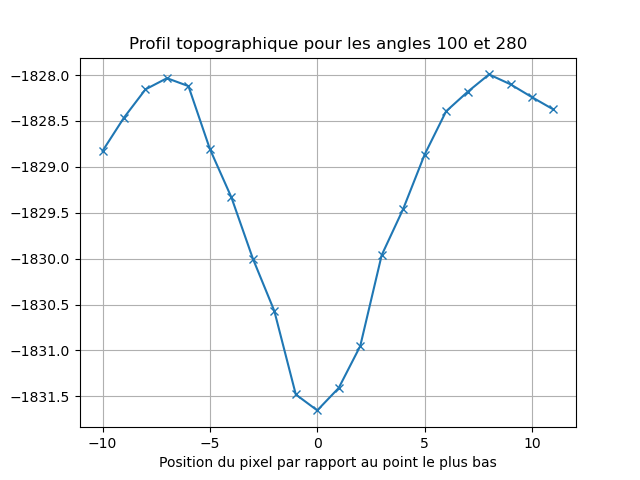 Profil topographique pour les angles 100 et 280
−1828.0
−1828.5
−1829.0
−1829.5
−1830.0
−1830.5
−1831.0
−1831.5
−10 −5 0 5 10
Position du pixel par rapport au point le plus bas